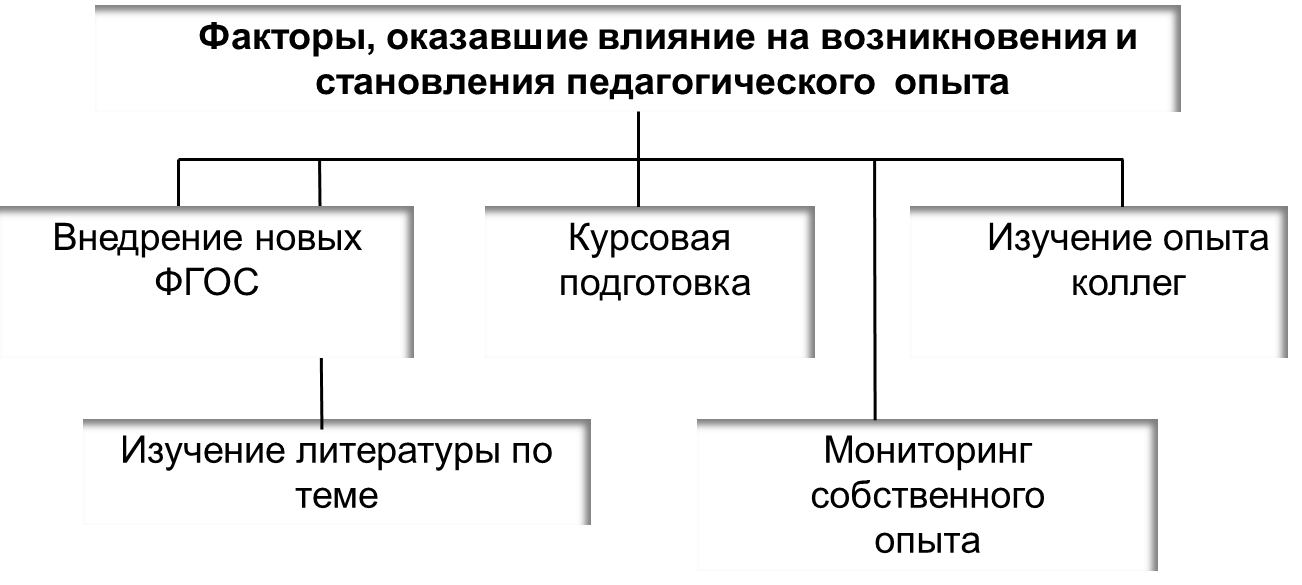 Факторы, оказавшие влияние на возникновения и
становления педагогического опыта
Внедрение новых
ФГОС
Курсовая
подготовка
Изучение опыта
коллег
Изучение литературы по
теме
Мониторинг
собственного
опыта